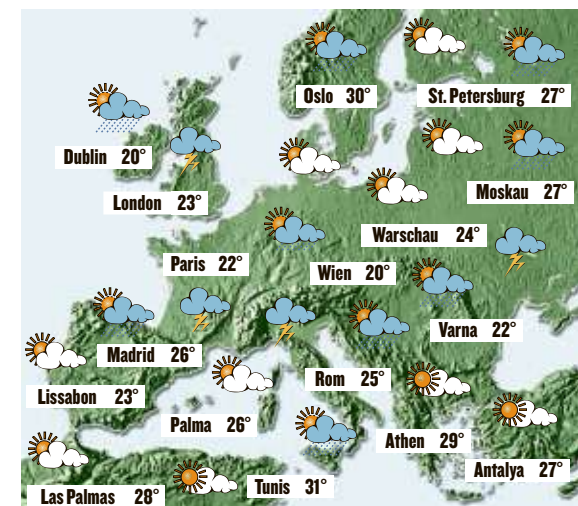 Oslo 30°
St. Petersburg 27°
Dublin 20°
London 23°
Moskau 27°
Warschau 24°
Paris 22°
Wien 20°
Varna 22°
Madrid 26°
Rom 25°
Lissabon 23°
Palma 26°
Athen 29°
Antalya 27°
Las Palmas 28°
Tunis 31°